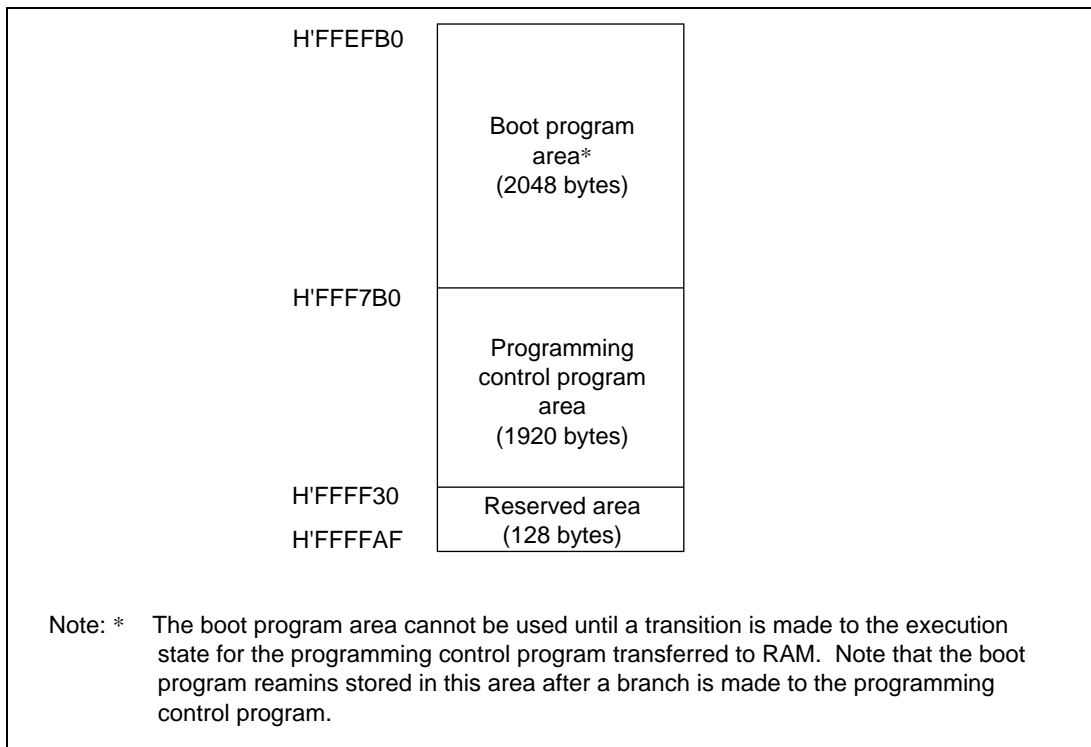 H'FFEFB0
Boot program
area*
(2048 bytes)
H'FFF7B0
Programming
control program
area
(1920 bytes)
H'FFFF30
Reserved area
(128 bytes)
H'FFFFAF
Note: * The boot program area cannot be used until a transition is made to the execution
state for the programming control program transferred to RAM. Note that the boot
program reamins stored in this area after a branch is made to the programming
control program.